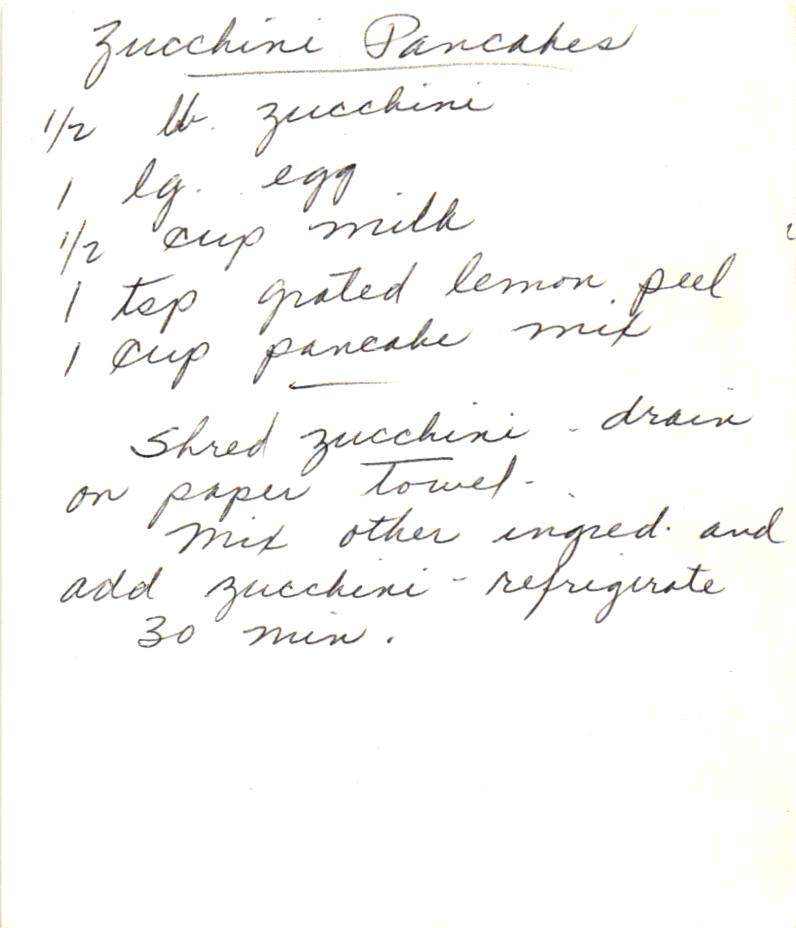 Zucchini Pancakes
1/2 lb. zucchini
1 lg. egg
1/2 cup milk
1 tsp grated lemon peel
1 cup pancake mix
Shred zucchini - drain
on paper towel -
Mix other ingred. and
add zucchini - refrigirate
30 min.